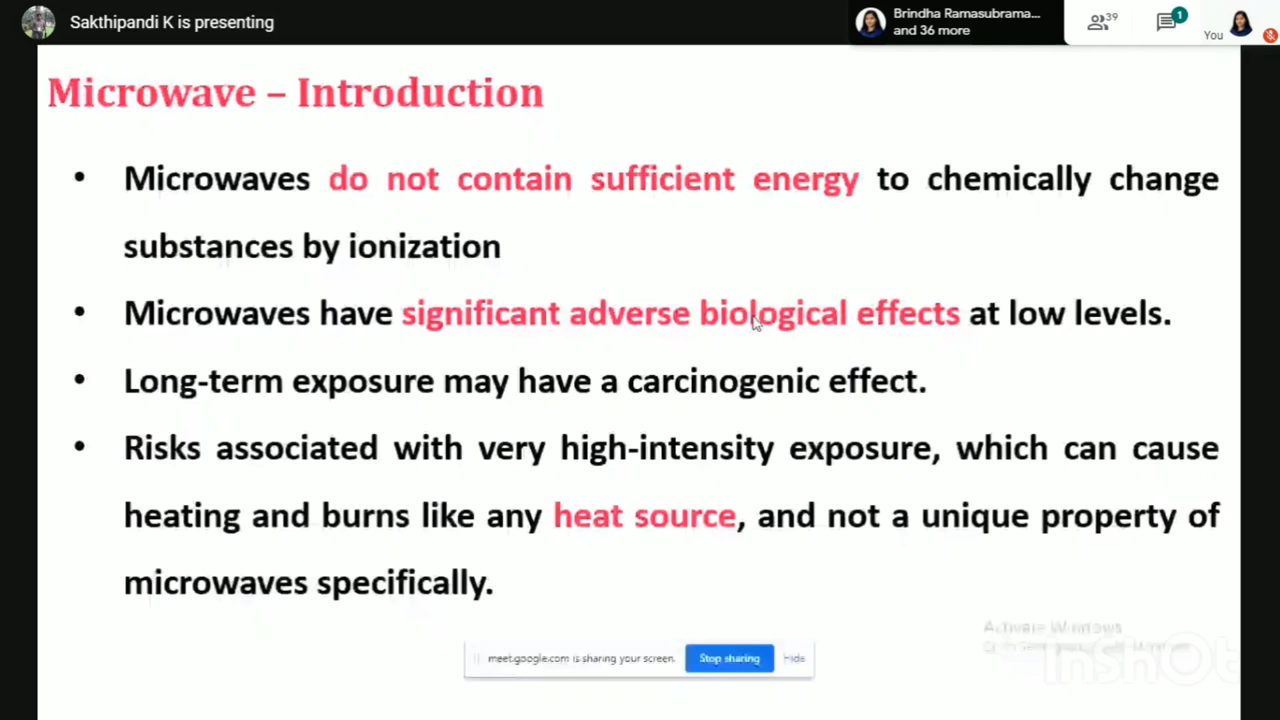 Sakthipandi K is presenting
Brindha Ramasubrama...
and 36 more
39
1
You
Microwave – Introduction
• Microwaves do not contain sufficient energy to chemically change
substances by ionization
• Microwaves have significant adverse biological effects at low levels.
• Long-term exposure may have a carcinogenic effect.
• Risks associated with very high-intensity exposure, which can cause
heating and burns like any heat source, and not a unique property of
microwaves specifically.
Activate Windows
meet.google.com is sharing your screen.
Stop sharing
Hide
InShOt